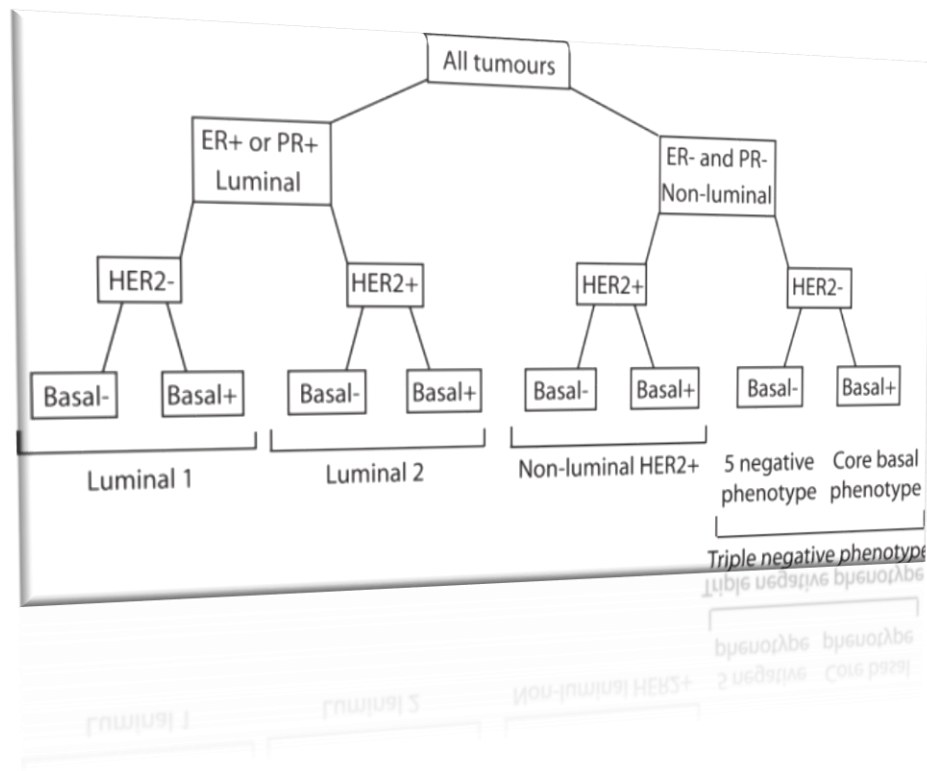 All tumours
ER+ or PR+
Luminal
ER- and PR-
Non-luminal
HER2-
HER2+
HER2+
HER2-
Basal-
Basal+
Basal-
Basal+
Basal-
Basal+
Basal-
Basal+
Luminal 1
Luminal 2
Non-luminal HER2+
5 negative
phenotype
Core basal
phenotype
Triple negative phenotype